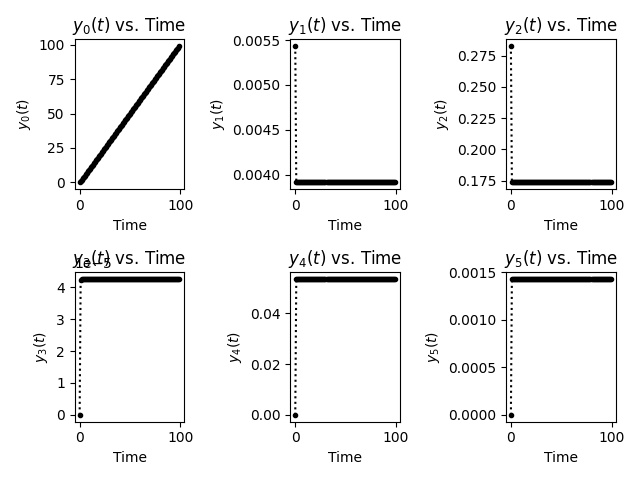 y₀(t) vs. Time
y₁(t) vs. Time
y₂(t) vs. Time
100
75
50
25
0
y₀(t)
0 100
Time
0.0055
0.0050
0.0045
0.0040
y₁(t)
0 100
Time
0.275
0.250
0.225
0.200
0.175
y₂(t)
0 100
Time
y₃(t) vs. Time
1e−5
y₄(t) vs. Time
y₅(t) vs. Time
4
3
2
1
0
y₃(t)
0 100
Time
0.04
0.02
0.00
y₄(t)
0 100
Time
0.0015
0.0010
0.0005
0.0000
y₅(t)
0 100
Time